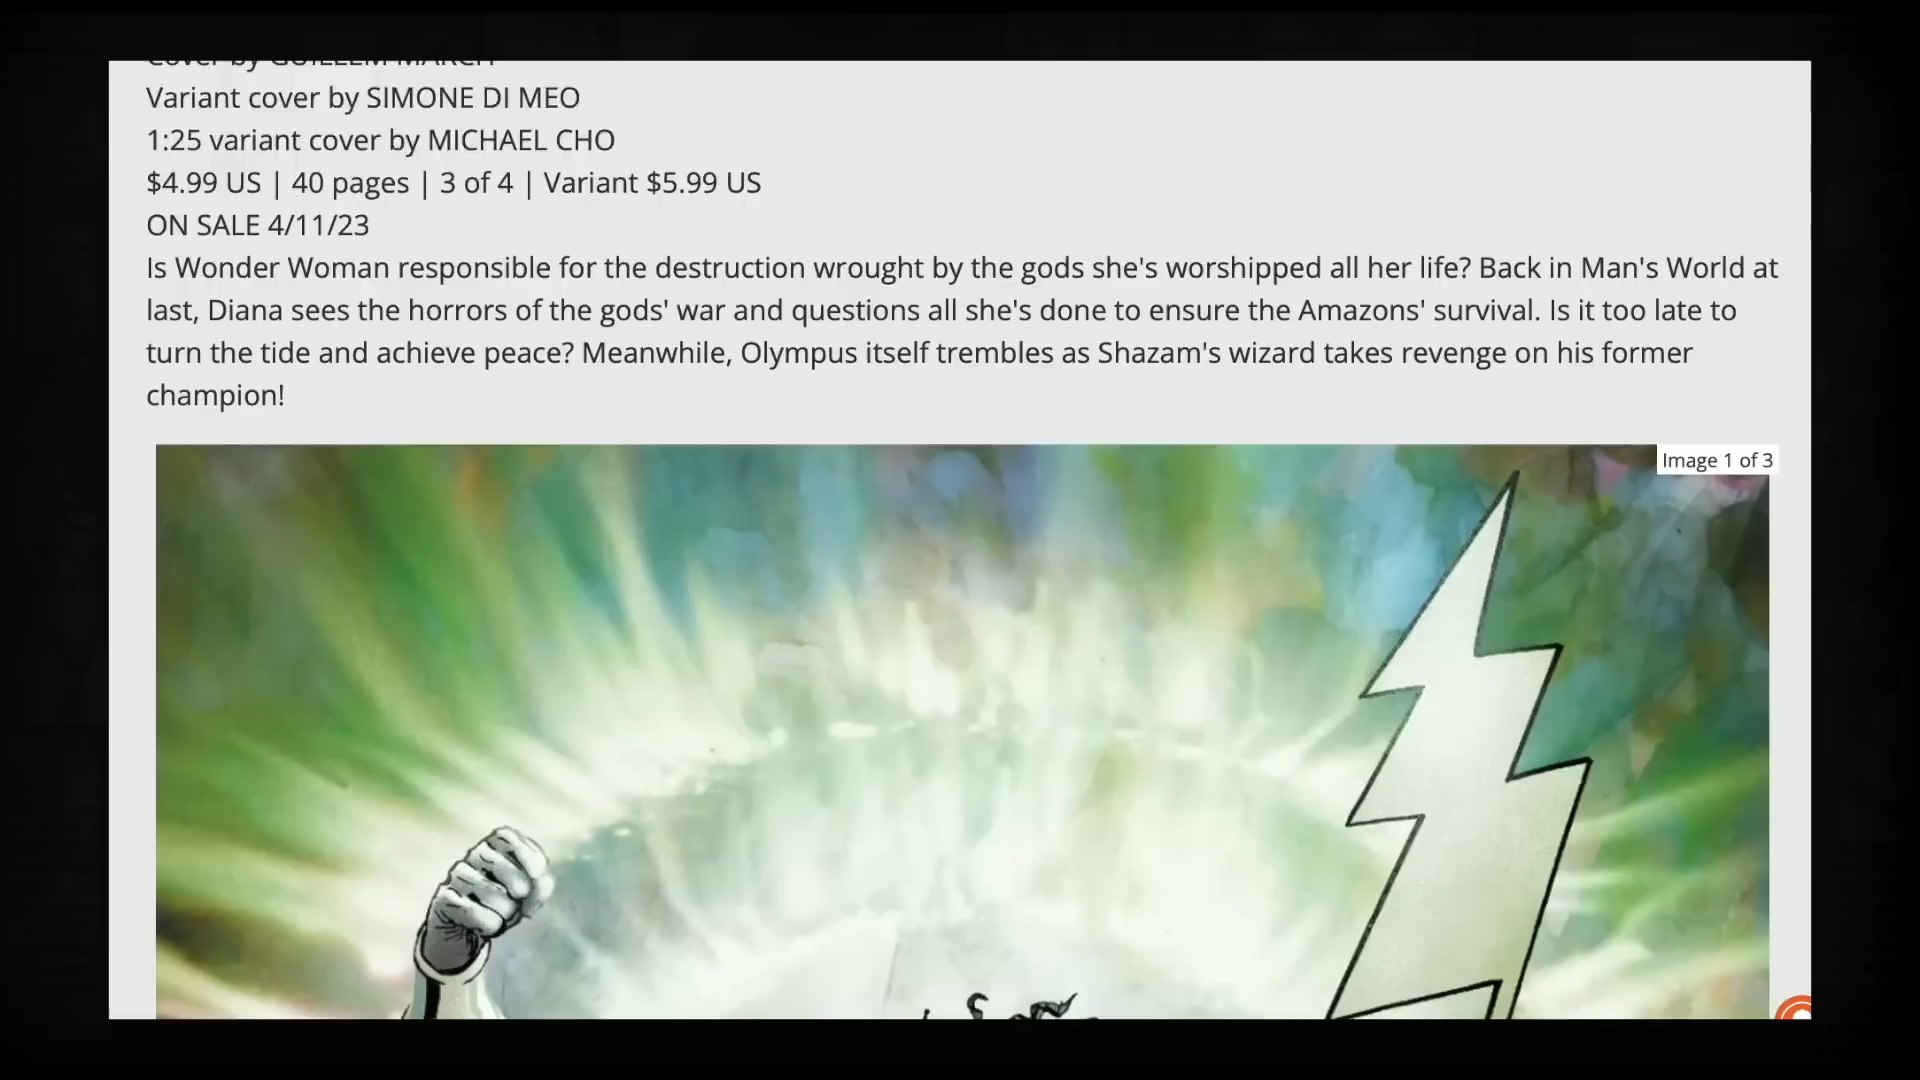 Cover by GUILLEM MARCH
Variant cover by SIMONE DI MEO
1:25 variant cover by MICHAEL CHO
$4.99 US | 40 pages | 3 of 4 | Variant $5.99 US
ON SALE 4/11/23
Is Wonder Woman responsible for the destruction wrought by the gods she's worshipped all her life? Back in Man's World at
last, Diana sees the horrors of the gods' war and questions all she's done to ensure the Amazons' survival. Is it too late to
turn the tide and achieve peace? Meanwhile, Olympus itself trembles as Shazam's wizard takes revenge on his former
champion!
Image 1 of 3